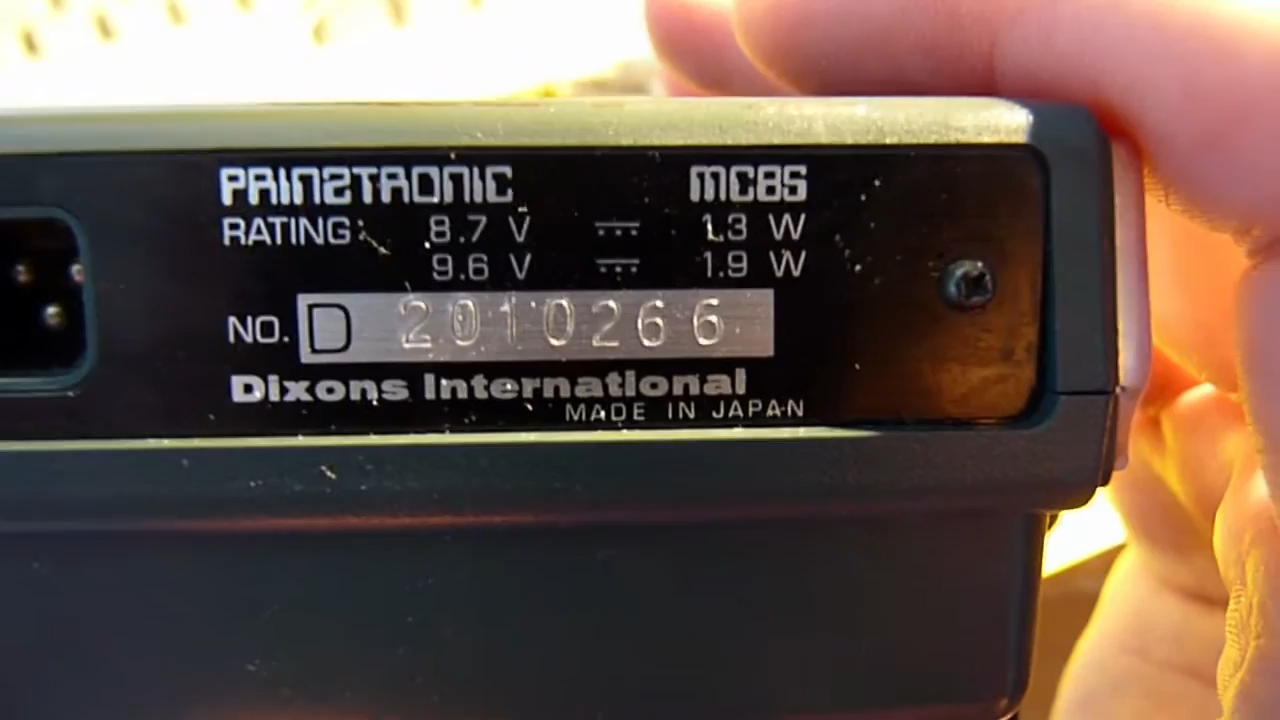 PRINZTRONIC MC85
RATING: 8.7 V ⎓ 1.3 W
9.6 V ⎓ 1.9 W
NO. D 2010266
Dixons International
MADE IN JAPAN